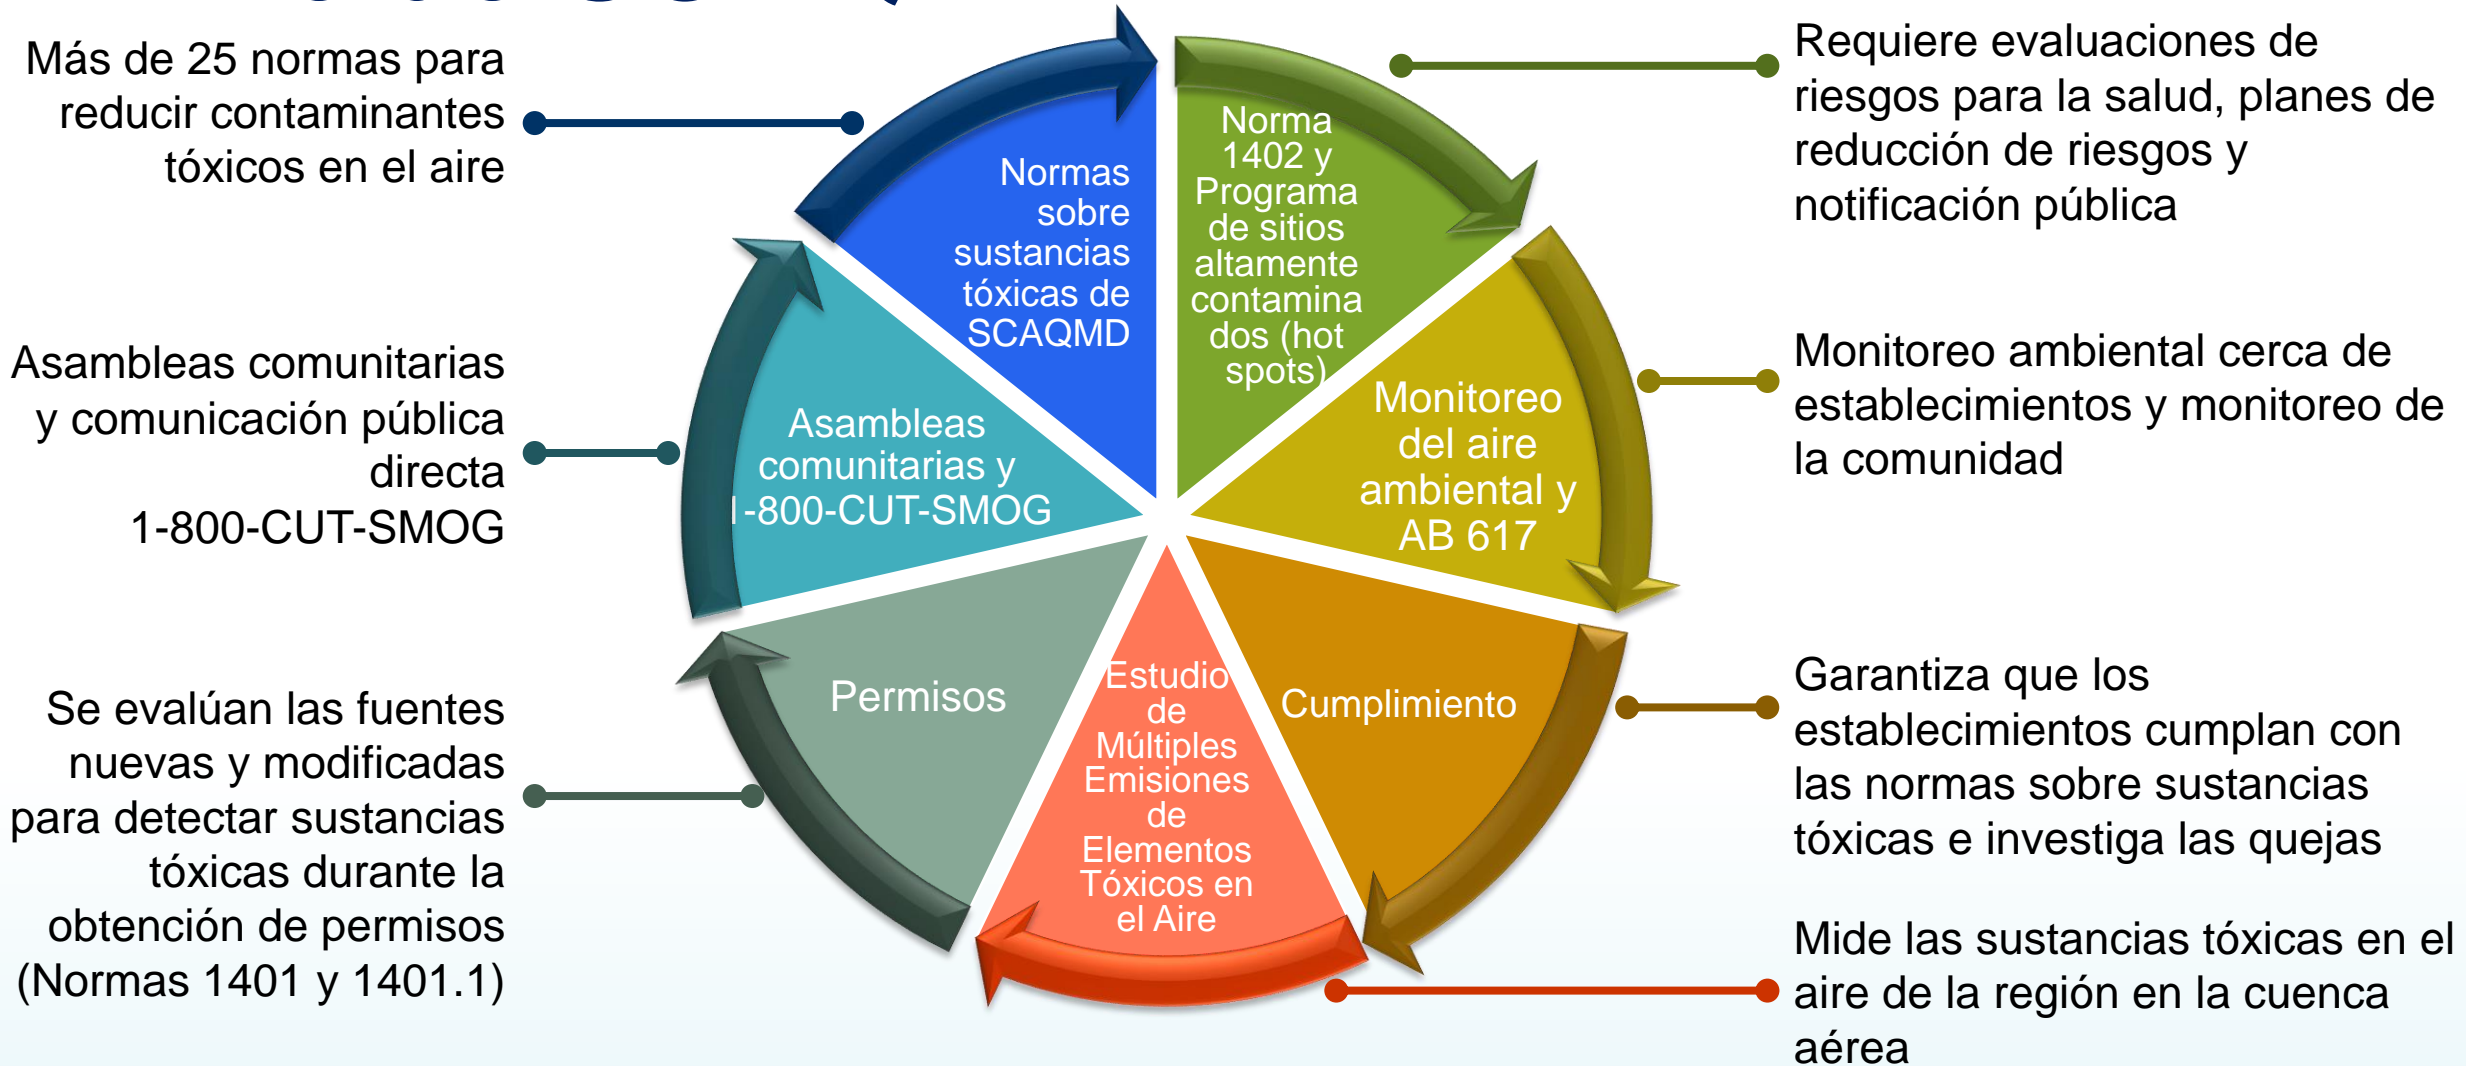 Más de 25 normas para
reducir contaminantes
tóxicos en el aire
Asambleas comunitarias
y comunicación pública
directa
1-800-CUT-SMOG
Se evalúan las fuentes
nuevas y modificadas
para detectar sustancias
tóxicas durante la
obtención de permisos
(Normas 1401 y 1401.1)
Normas
sobre
sustancias
tóxicas de
SCAQMD
Norma
1402 y
Programa
de sitios
altamente
contamina
dos (hot
spots)
Asambleas
comunitarias y
1-800-CUT-SMOG
Monitoreo
del aire
ambiental y
AB 617
Permisos
Estudio
de
Múltiples
Emisiones
de
Elementos
Tóxicos en
el Aire
Cumplimiento
Requiere evaluaciones de
riesgos para la salud, planes de
reducción de riesgos y
notificación pública
Monitoreo ambiental cerca de
establecimientos y monitoreo de
la comunidad
Garantiza que los
establecimientos cumplan con
las normas sobre sustancias
tóxicas e investiga las quejas
Mide las sustancias tóxicas en el
aire de la región en la cuenca
aérea